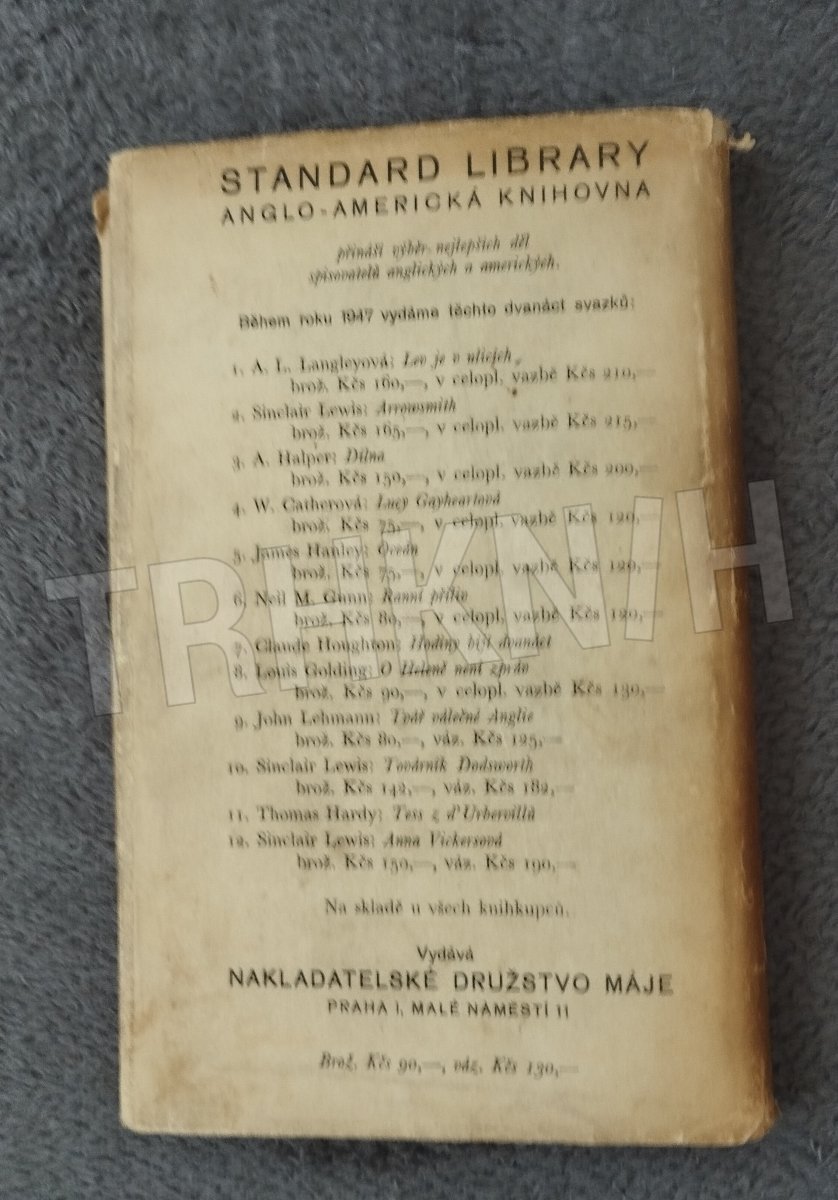 STANDARD LIBRARY
ANGLO-AMERICKÁ KNIHOVNA
přináší výběr nejlepších děl
spisovatelů anglických a amerických.
Během roku 1947 vydáme těchto dvanáct svazků:
1. A. L. Langleyová: Lev je v ulicích
brož. Kčs 160,—, v celopl. vazbě Kčs 210,—
2. Sinclair Lewis: Arrowsmith
brož. Kčs 165,—, v celopl. vazbě Kčs 215,—
3. A. Halper: Dílna
brož. Kčs 150,—, v celopl. vazbě Kčs 200,—
4. W. Catherová: Lucy Gayheartová
brož. Kčs 75,—, v celopl. vazbě Kčs 120,—
5. James Hanley: Oceán
brož. Kčs 75,—, v celopl. vazbě Kčs 120,—
6. Neil M. Gunn: Ranní příliv
brož. Kčs 80,—, v celopl. vazbě Kčs 120,—
7. Claude Houghton: Hodiny bijí dvanáct
8. Louis Golding: O Heleně není zpráv
brož. Kčs 90,—, v celopl. vazbě Kčs 130,—
9. John Lehmann: Tvář válečné Anglie
brož. Kčs 80,—, váz. Kčs 125,—
10. Sinclair Lewis: Továrník Dodsworth
brož. Kčs 142,—, váz. Kčs 182,—
11. Thomas Hardy: Tess z d'Urbervillů
12. Sinclair Lewis: Anna Vickersová
brož. Kčs 150,—, váz. Kčs 190,—
Na skladě u všech knihkupců.
Vydává
NAKLADATELSKÉ DRUŽSTVO MÁJE
PRAHA I, MALÉ NÁMĚSTÍ 11
Brož. Kčs 90,—, váz. Kčs 130,—
TRHKNIH